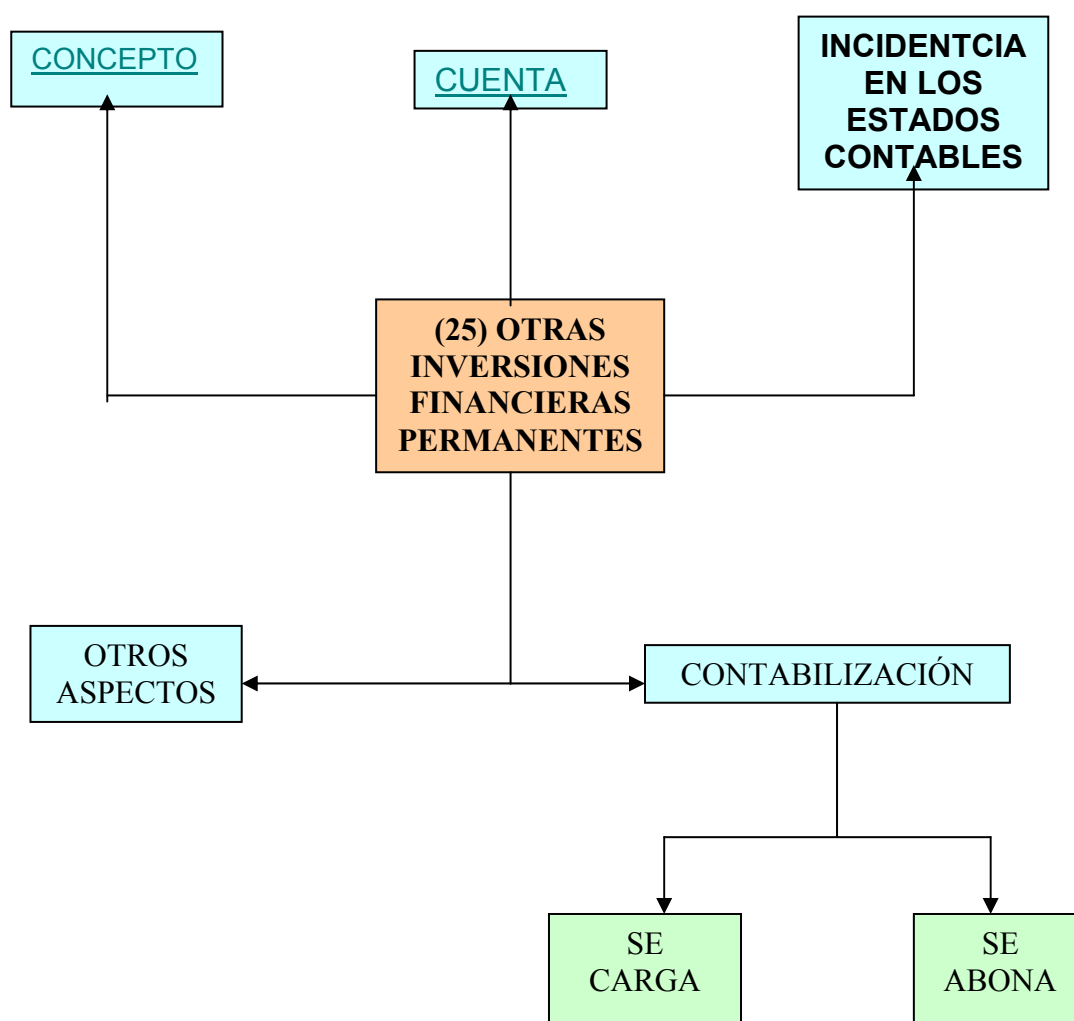 CONCEPTO
CUENTA
INCIDENTCIA
EN LOS
ESTADOS
CONTABLES
(25) OTRAS
INVERSIONES
FINANCIERAS
PERMANENTES
OTROS
ASPECTOS
CONTABILIZACIÓN
SE
CARGA
SE
ABONA